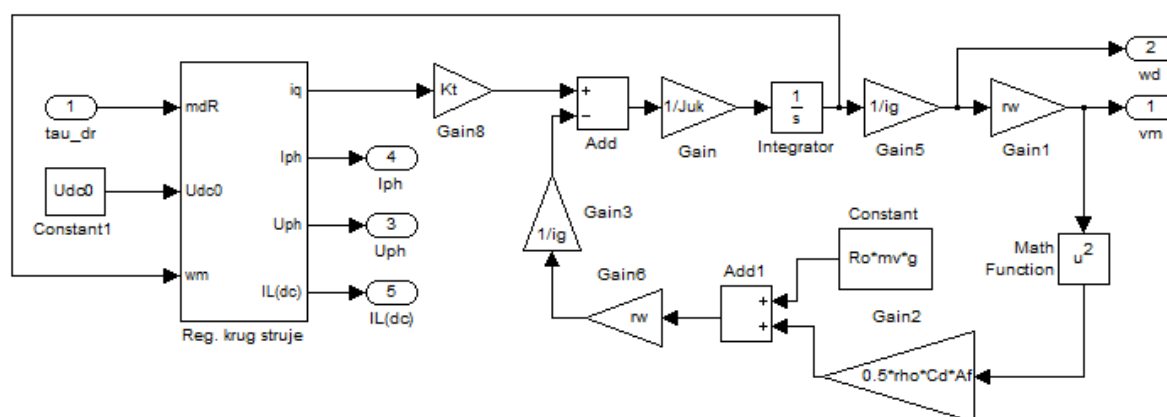 2
wd
1
vm
1
tau_dr
mdR
iq
Kt
Gain8
+
−
Add
1/Juk
Gain
1
s
Integrator
1/ig
Gain5
rw
Gain1
Iph
4
Iph
Udc0
Constant1
Udc0
Uph
3
Uph
wm
IL(dc)
5
IL(dc)
Reg. krug struje
1/ig
Gain3
Gain6
rw
Add1
+
+
Constant
Ro*mv*g
Gain2
Math
Function
u²
0.5*rho*Cd*Af